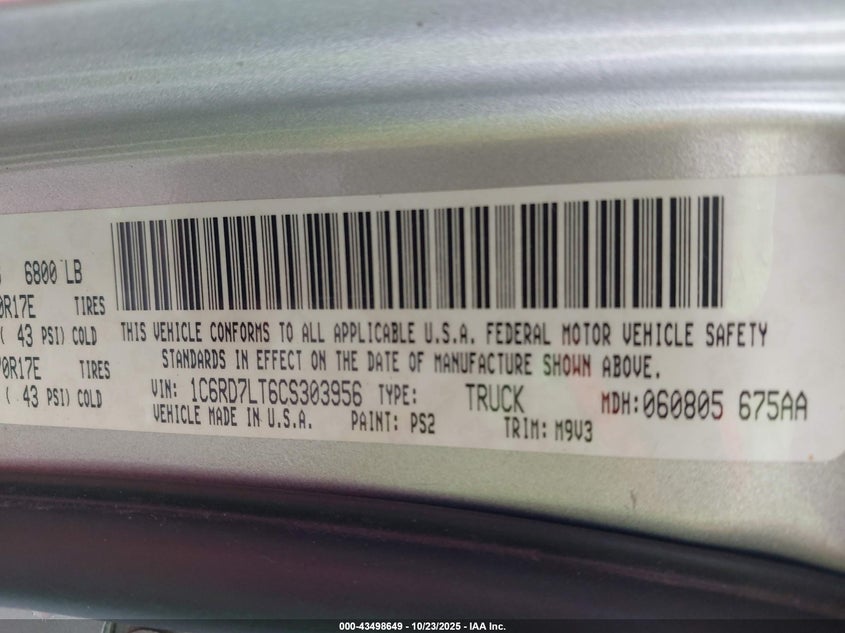 6800 LB
0R17E TIRES
( 43 PSI) COLD
70R17E TIRES
( 43 PSI) COLD
THIS VEHICLE CONFORMS TO ALL APPLICABLE U.S.A. FEDERAL MOTOR VEHICLE SAFETY
STANDARDS IN EFFECT ON THE DATE OF MANUFACTURE SHOWN ABOVE.
VIN: 1C6RD7LT6CS303956 TYPE: TRUCK MDH: 060805 675AA
VEHICLE MADE IN U.S.A. PAINT: PS2 TRIM: M9V3
000-43498649 - 10/23/2025 - IAA Inc.